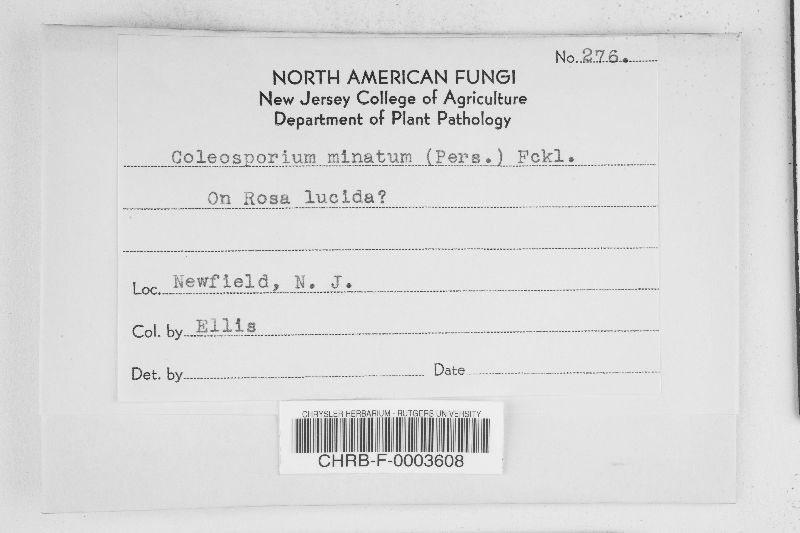 No. 276.
NORTH AMERICAN FUNGI
New Jersey College of Agriculture
Department of Plant Pathology
Coleosporium minatum (Pers.) Fckl.
On Rosa lucida?
Loc. Newfield, N. J.
Col. by Ellis
Det. by Date
CHRYSLER HERBARIUM - RUTGERS UNIVERSITY
CHRB-F-0003608